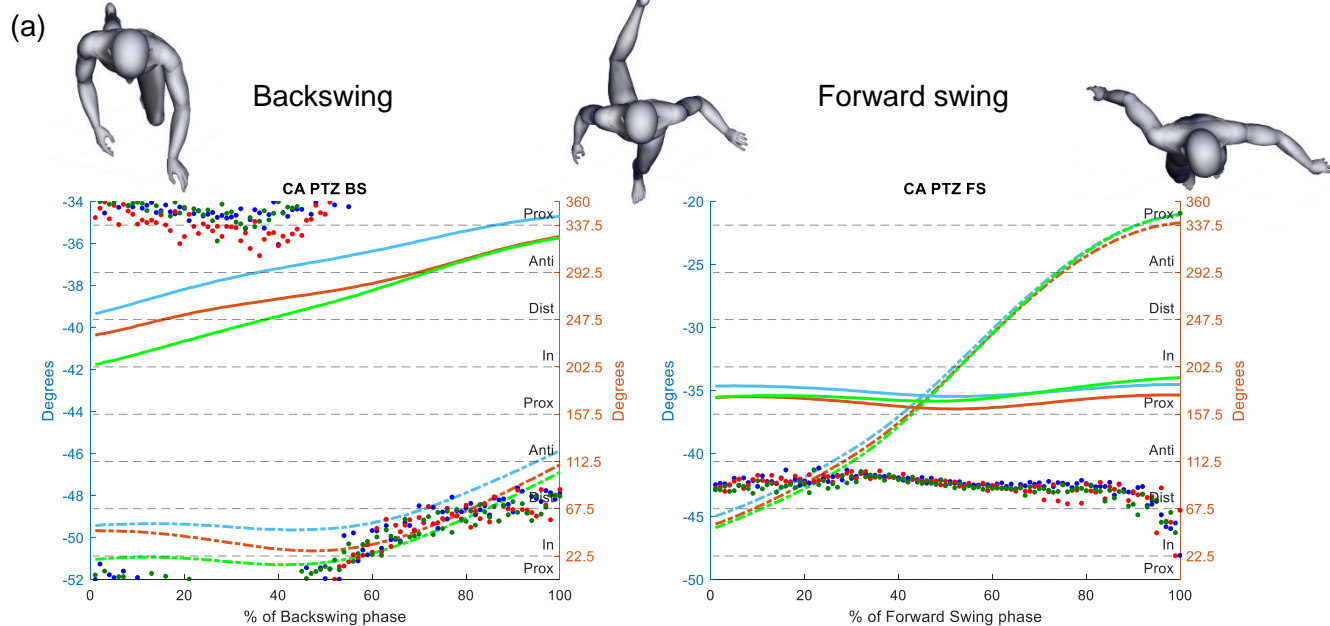 (a)
Backswing
Forward swing
CA PTZ BS
-34
-36
-38
-40
-42
-44
-46
-48
-50
-52
Degrees
0
20
40
60
80
100
% of Backswing phase
360
337.5
292.5
247.5
202.5
157.5
112.5
67.5
22.5
Degrees
Prox
Anti
Dist
In
Prox
Anti
Dist
In
Prox
CA PTZ FS
-20
-25
-30
-35
-40
-45
-50
Degrees
0
20
40
60
80
100
% of Forward Swing phase
360
337.5
292.5
247.5
202.5
157.5
112.5
67.5
22.5
Degrees
Prox
Anti
Dist
In
Prox
Anti
Dist
In
Prox